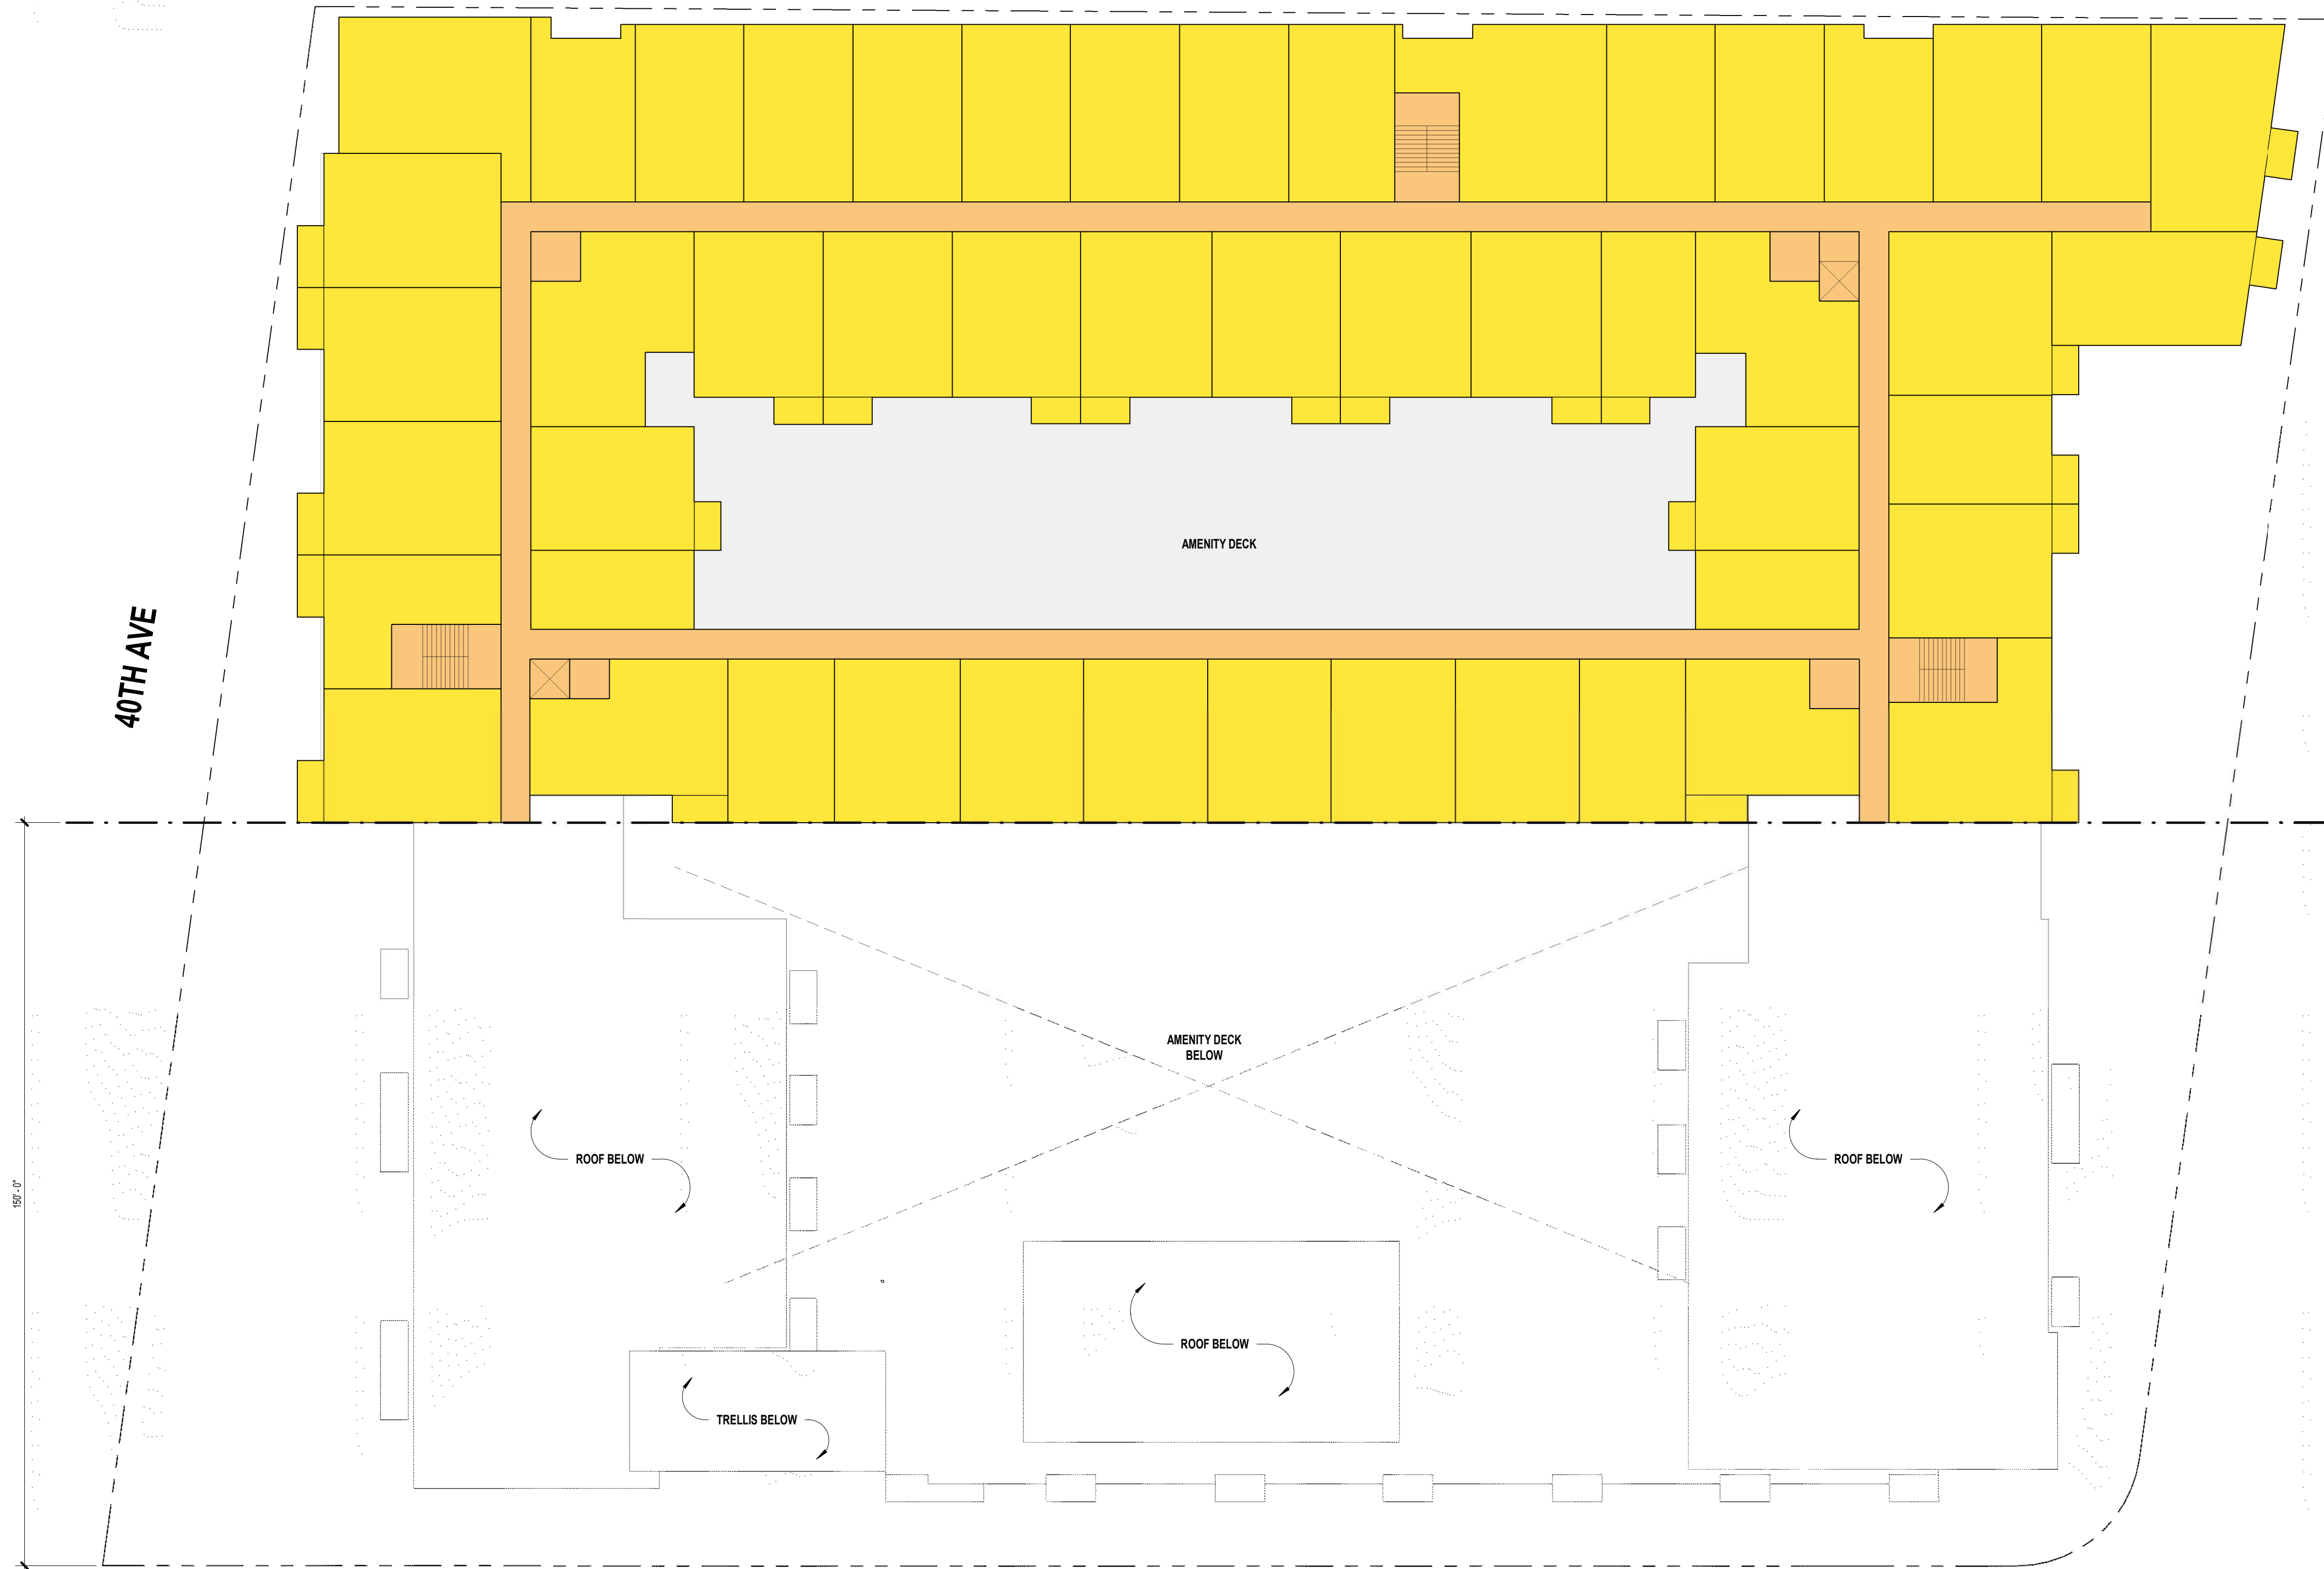 AMENITY DECK
40TH AVE
AMENITY DECK
BELOW
ROOF BELOW
ROOF BELOW
150' - 0"
ROOF BELOW
TRELLIS BELOW